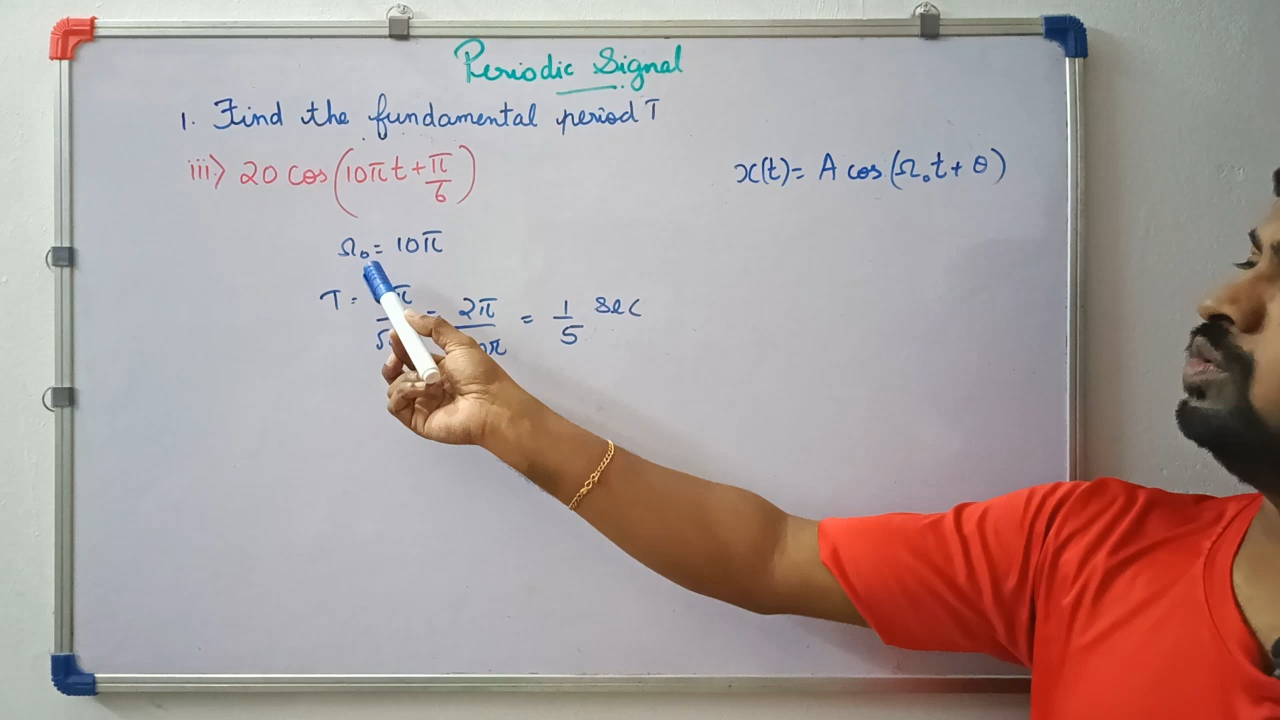 Periodic Signal
1. Find the fundamental period T
iii.) 20 cos(10πt + π/6)
x(t) = A cos(Ω₀t + θ)
Ω₀ = 10π
T = = 2π = 1/5 sec